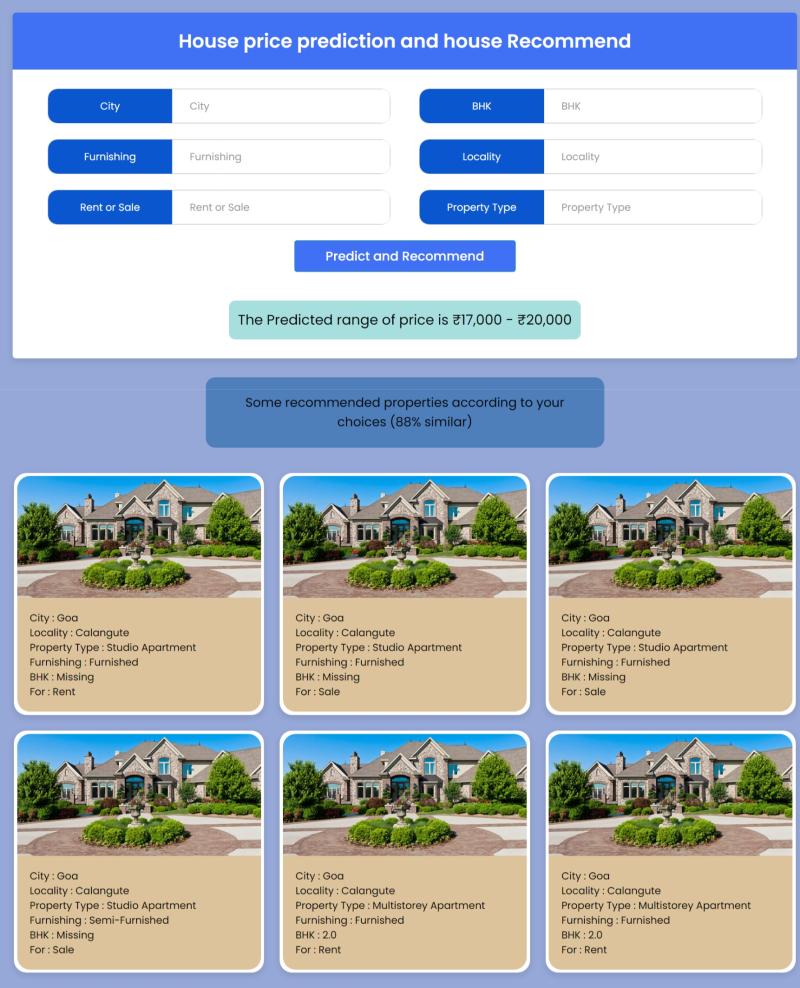 House price prediction and house Recommend
City City
BHK BHK
Furnishing Furnishing
Locality Locality
Rent or Sale Rent or Sale
Property Type Property Type
Predict and Recommend
The Predicted range of price is ₹17,000 - ₹20,000
Some recommended properties according to your
choices (88% similar)
City : Goa
Locality : Calangute
Property Type : Studio Apartment
Furnishing : Furnished
BHK : Missing
For : Rent
City : Goa
Locality : Calangute
Property Type : Studio Apartment
Furnishing : Furnished
BHK : Missing
For : Sale
City : Goa
Locality : Calangute
Property Type : Studio Apartment
Furnishing : Furnished
BHK : Missing
For : Sale
City : Goa
Locality : Calangute
Property Type : Studio Apartment
Furnishing : Semi-Furnished
BHK : Missing
For : Sale
City : Goa
Locality : Calangute
Property Type : Multistorey Apartment
Furnishing : Furnished
BHK : 2.0
For : Rent
City : Goa
Locality : Calangute
Property Type : Multistorey Apartment
Furnishing : Furnished
BHK : 2.0
For : Rent